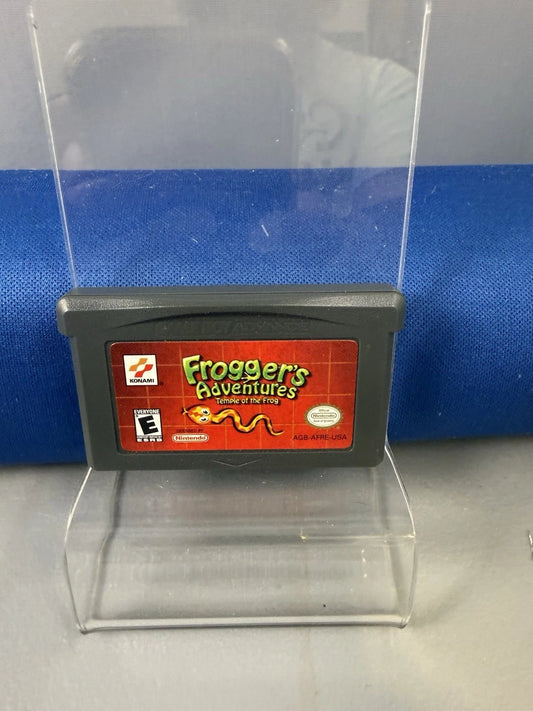 GAME BOY ADVANCE
KONAMI
Frogger's
Adventures
Temple of the Frog
EVERYONE
E
ESRB
LICENSED BY
Nintendo
Official
Nintendo
Seal of Quality
AGB-AFRE-USA